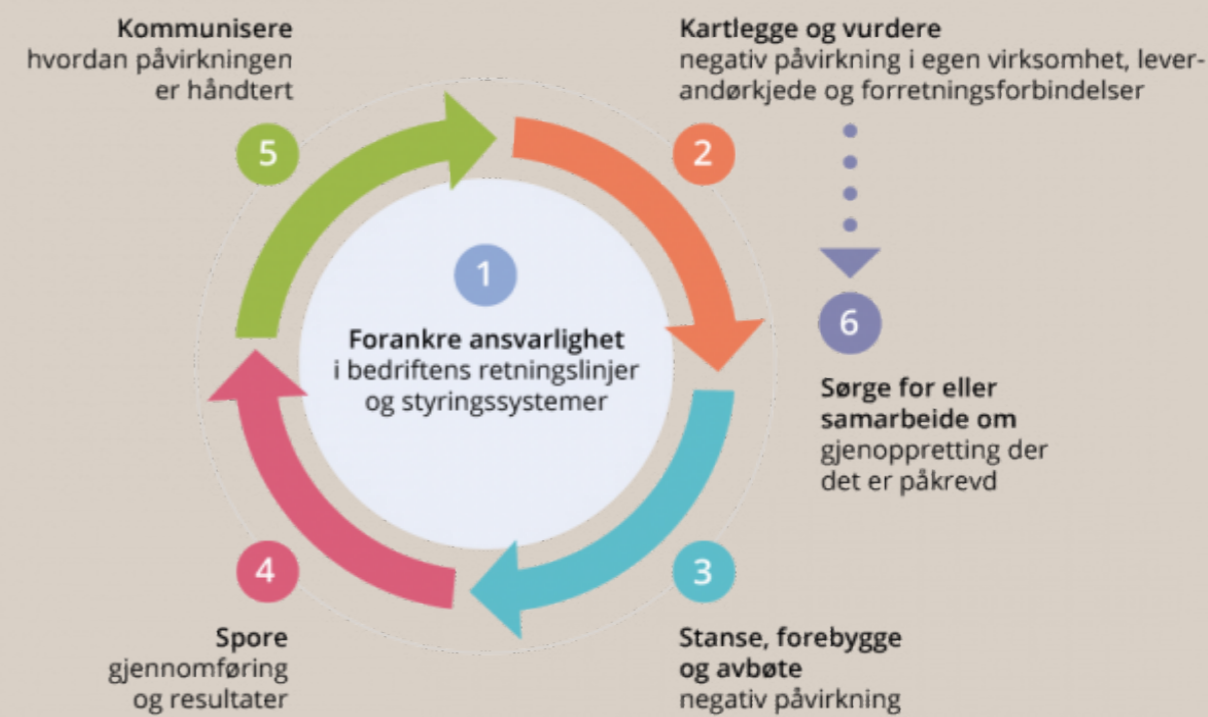 Kommunisere
hvordan påvirkningen
er håndtert
5
Kartlegge og vurdere
negativ påvirkning i egen virksomhet, lever-
andørkjede og forretningsforbindelser
2
1
Forankre ansvarlighet
i bedriftens retningslinjer
og styringssystemer
6
Sørge for eller
samarbeide om
gjenoppretting der
det er påkrevd
4
Spore
gjennomføring
og resultater
3
Stanse, forebygge
og avbøte
negativ påvirkning